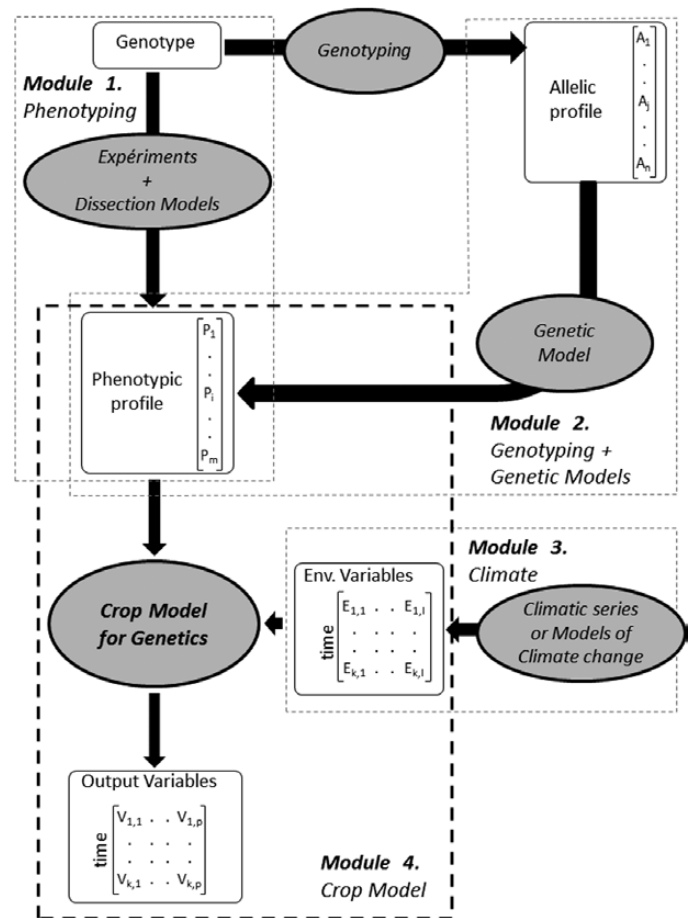 Genotype
Genotyping
Module 1.
Phenotyping
Allelic
profile
A1
.
.
Aj
.
.
An
Expériments
+
Dissection Models
Phenotypic
profile
P1
.
.
Pi
.
.
Pm
Genetic
Model
Module 2.
Genotyping +
Genetic Models
Module 3.
Climate
Env. Variables
time
E1,1 . . E1,l
. . . .
. . . .
Ek,1 . . Ek,l
Climatic series
or Models of
Climate change
Crop Model
for Genetics
Output Variables
time
V1,1 . . V1,p
. . . .
. . . .
Vk,1 . . Vk,p
Module 4.
Crop Model